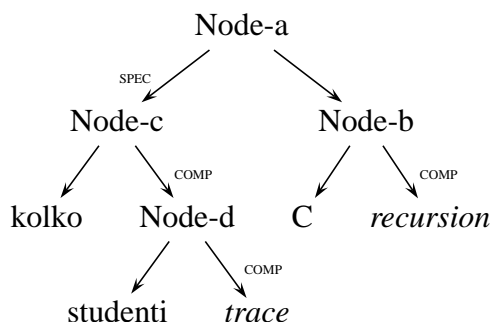 Node-a
SPEC
Node-c Node-b
COMP COMP
kolko Node-d C recursion
COMP
studenti trace